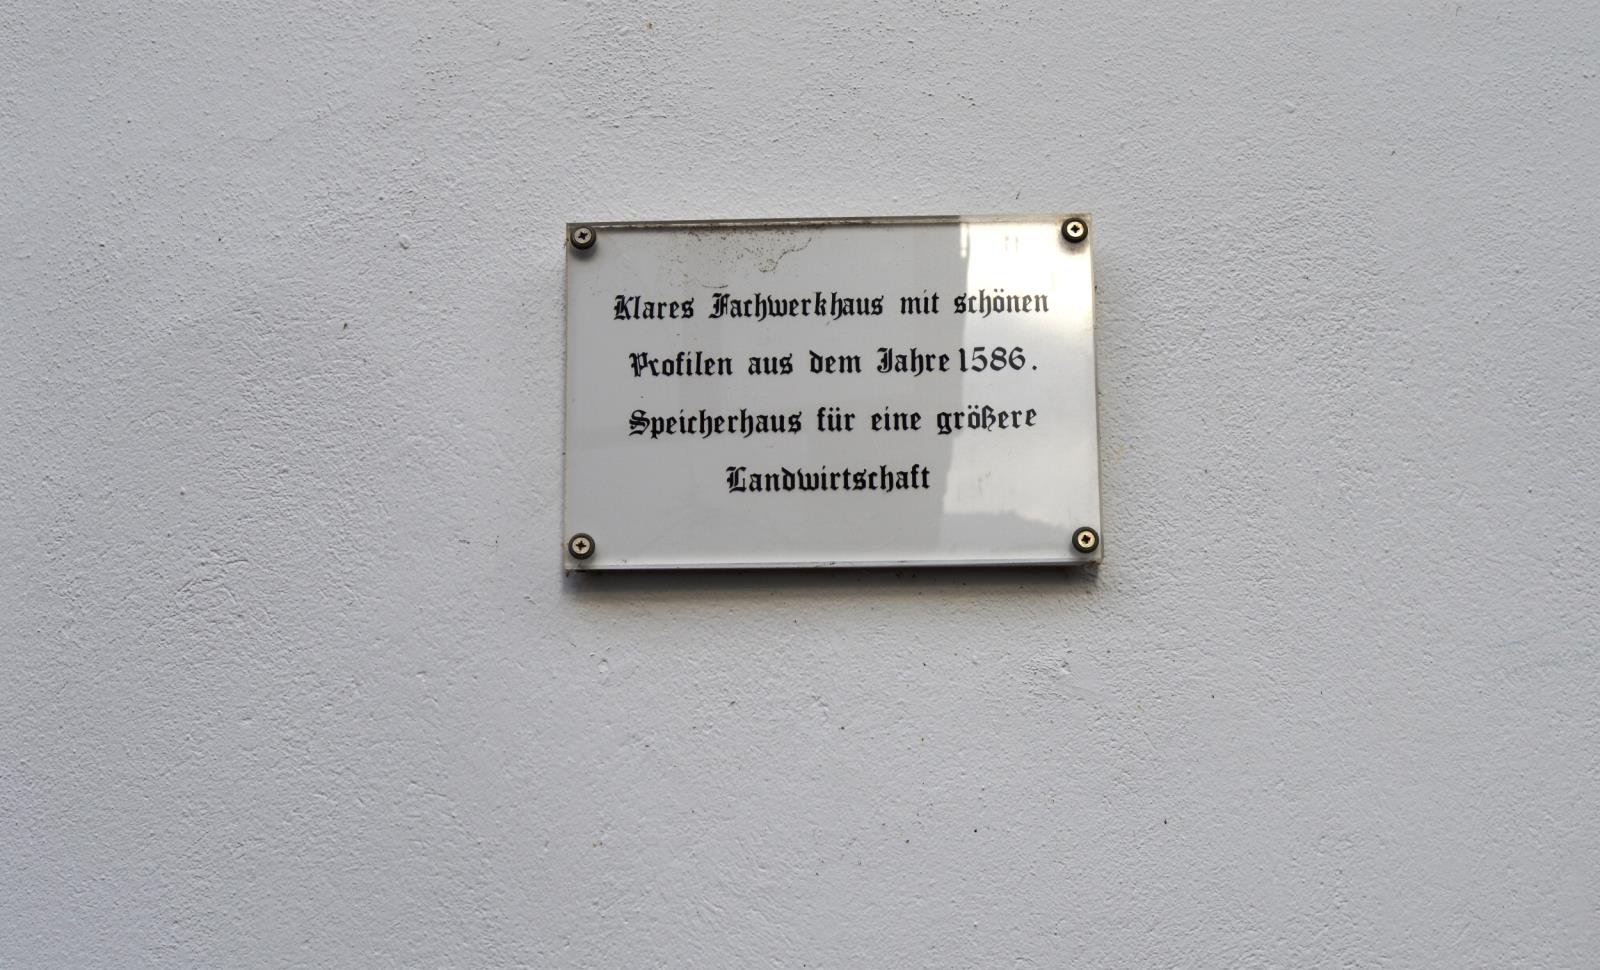 Klares Fachwerkhaus mit schönen
Profilen aus dem Jahre 1586.
Speicherhaus für eine größere
Landwirtschaft